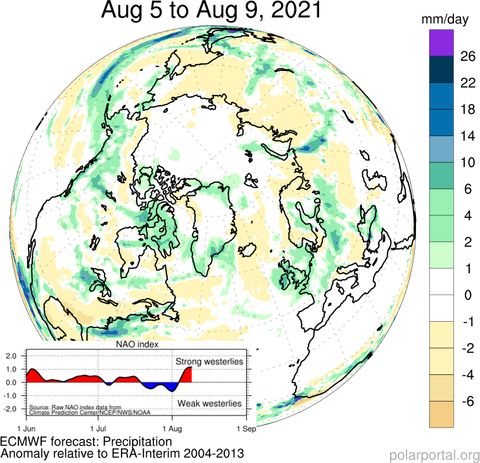 Aug 5 to Aug 9, 2021
mm/day
26
22
18
14
10
6
4
2
1
0
-1
-2
-4
-6
NAO index
2.0
1.0
0.0
-1.0
-2.0
Strong westerlies
Weak westerlies
Source: Raw NAO index data from
Climate Prediction Center/NCEP/NWS/NOAA
1 Jun 1 Jul 1 Aug 1 Sep
ECMWF forecast: Precipitation
Anomaly relative to ERA-Interim 2004-2013
polarportal.org